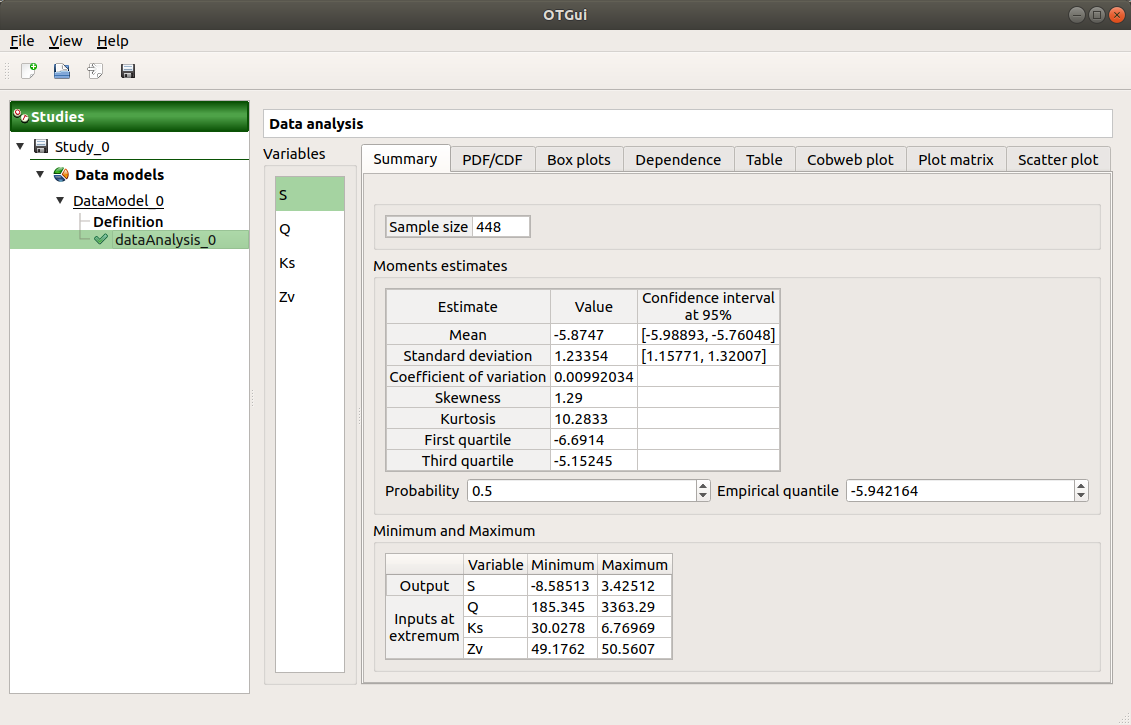 OTGui
File View Help
Studies
Study_0
Data models
DataModel_0
Definition
dataAnalysis_0
Data analysis
Variables
S
Q
Ks
Zv
Summary PDF/CDF Box plots Dependence Table Cobweb plot Plot matrix Scatter plot
Sample size 448
Moments estimates
Estimate Value Confidence interval
at 95%
Mean -5.8747 [-5.98893, -5.76048]
Standard deviation 1.23354 [1.15771, 1.32007]
Coefficient of variation 0.00992034
Skewness 1.29
Kurtosis 10.2833
First quartile -6.6914
Third quartile -5.15245
Probability 0.5 Empirical quantile -5.942164
Minimum and Maximum
Variable Minimum Maximum
Output S -8.58513 3.42512
Inputs at
extremum
Q 185.345 3363.29
Ks 30.0278 6.76969
Zv 49.1762 50.5607